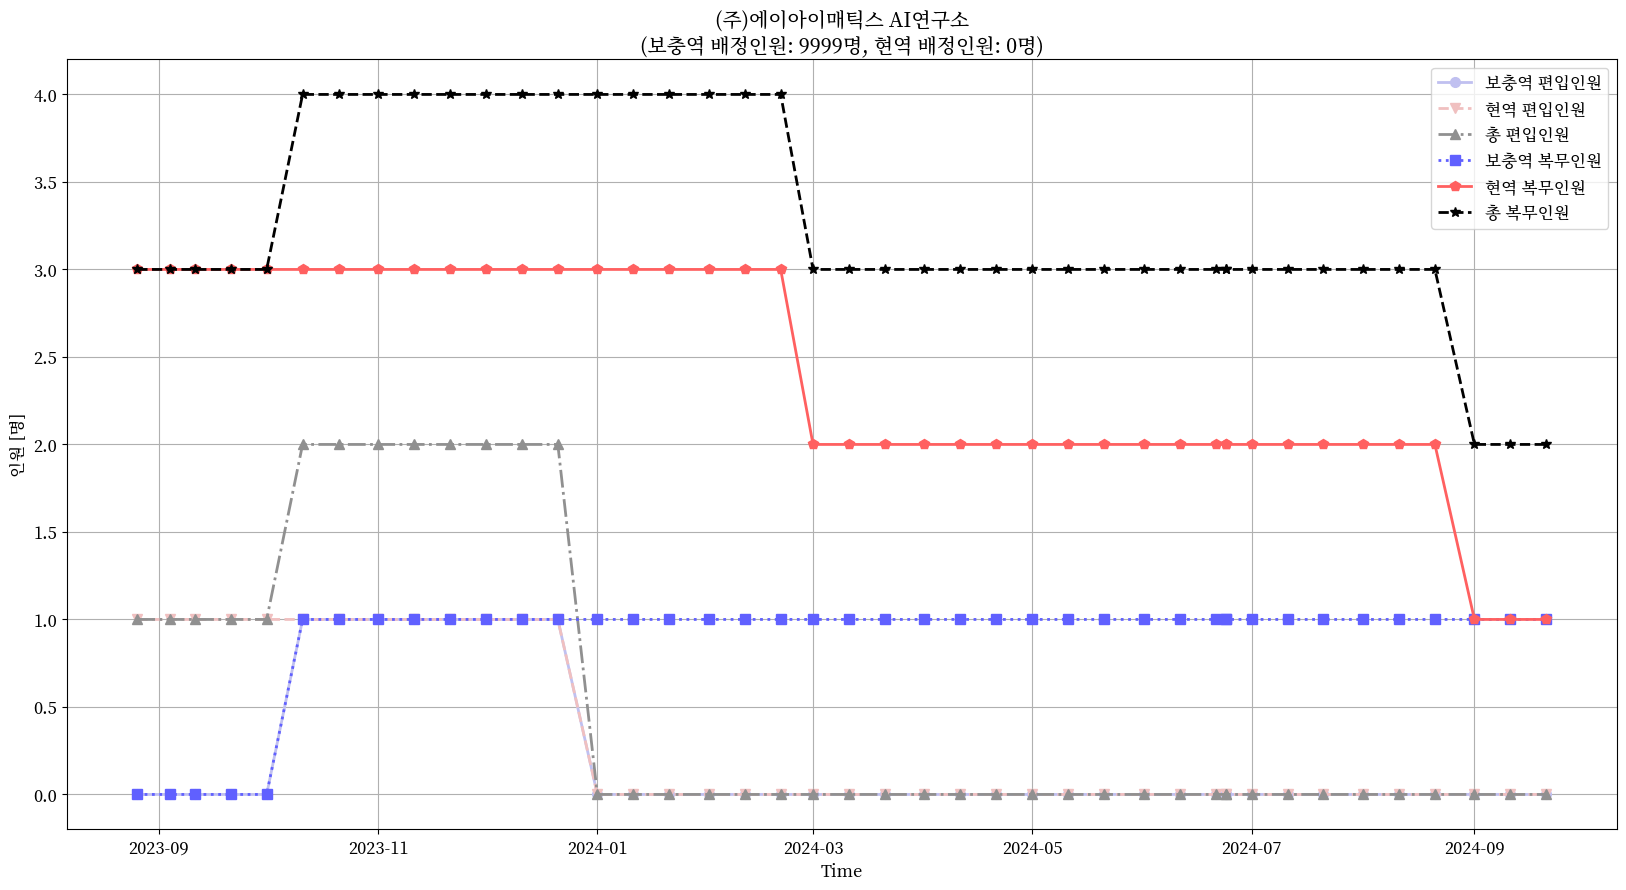 (주)에이아이매틱스 AI연구소
(보충역 배정인원: 9999명, 현역 배정인원: 0명)
보충역 편입인원
현역 편입인원
총 편입인원
보충역 복무인원
현역 복무인원
총 복무인원
인원 [명]
4.0
3.5
3.0
2.5
2.0
1.5
1.0
0.5
0.0
2023-09
2023-11
2024-01
2024-03
2024-05
2024-07
2024-09
Time